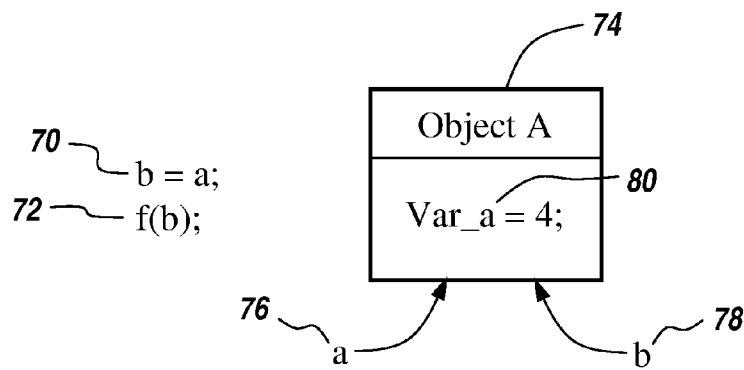 74
Object A
70
b = a;
80
72
f(b);
Var_a = 4;
76
78
a
b